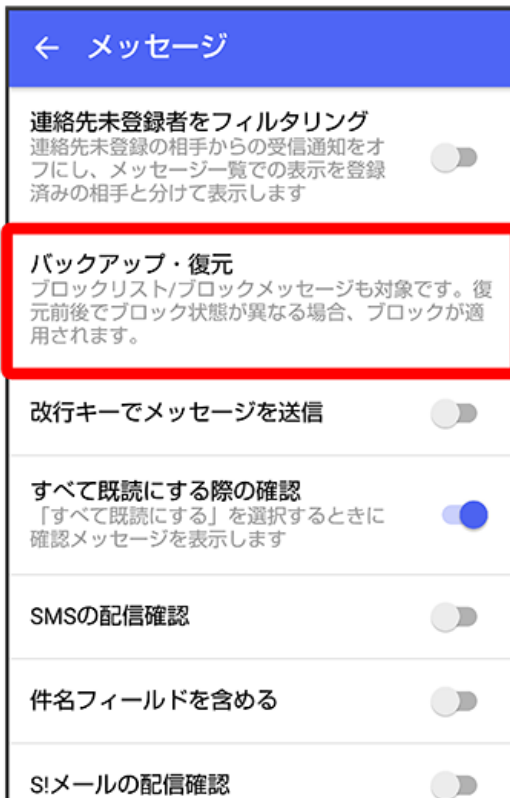 ← メッセージ
連絡先未登録者をフィルタリング
連絡先未登録の相手からの受信通知をオ
フにし、メッセージ一覧での表示を登録
済みの相手と分けて表示します
バックアップ・復元
ブロックリスト/ブロックメッセージも対象です。復
元前後でブロック状態が異なる場合、ブロックが適
用されます。
改行キーでメッセージを送信
すべて既読にする際の確認
「すべて既読にする」を選択するときに
確認メッセージを表示します
SMSの配信確認
件名フィールドを含める
S!メールの配信確認